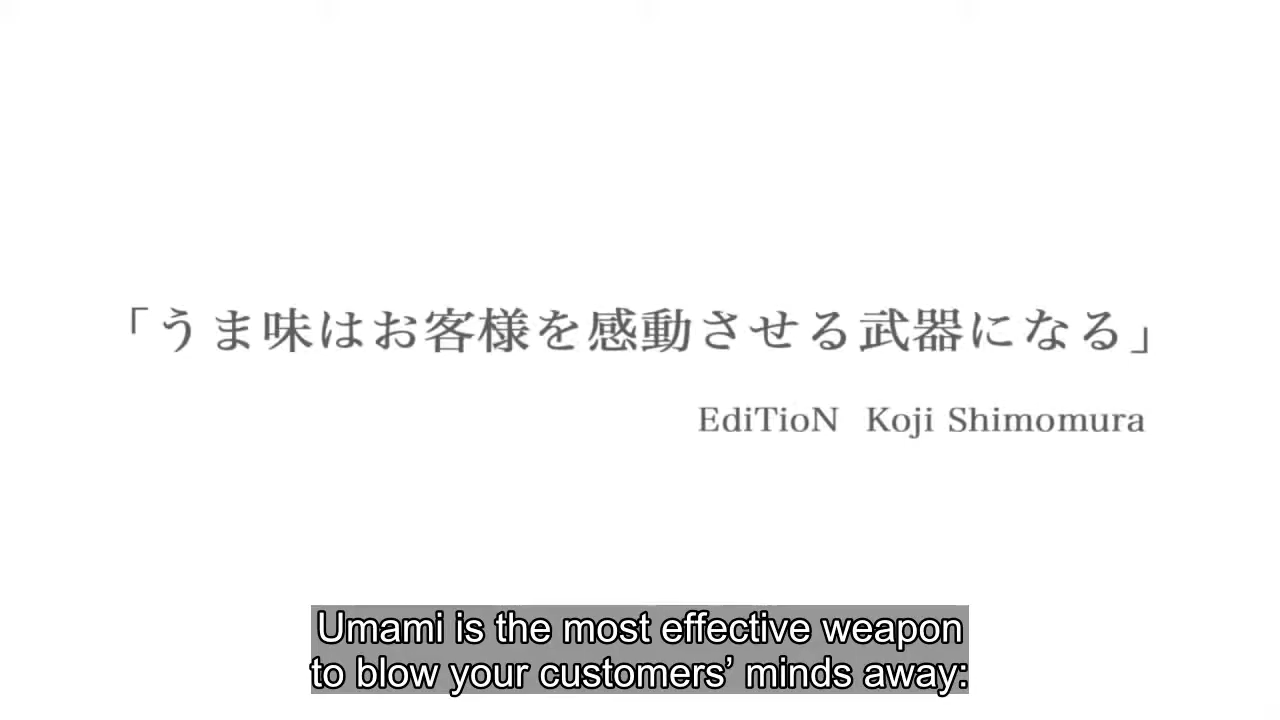 「うま味はお客様を感動させる武器になる」
EdiTioN Koji Shimomura
Umami is the most effective weapon
to blow your customers’ minds away: